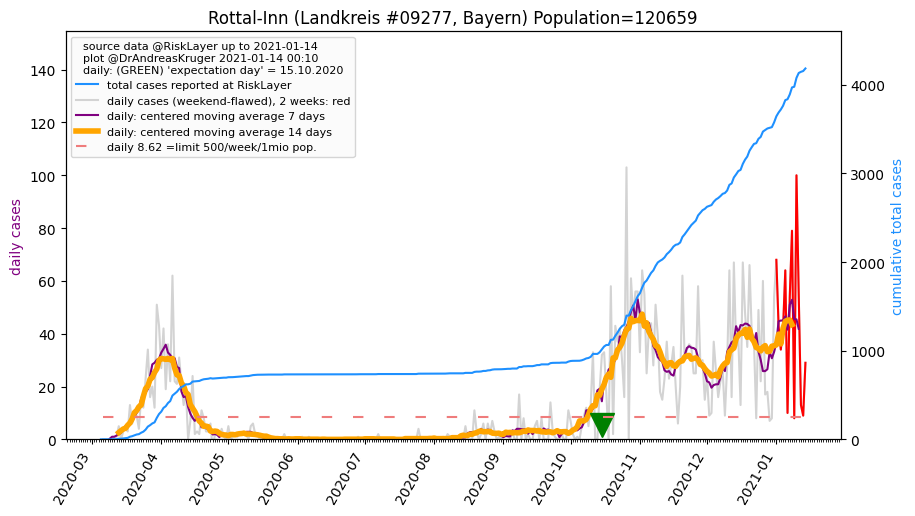 Rottal-Inn (Landkreis #09277, Bayern) Population=120659
source data @RiskLayer up to 2021-01-14
plot @DrAndreasKruger 2021-01-14 00:10
daily: (GREEN) 'expectation day' = 15.10.2020
total cases reported at RiskLayer
daily cases (weekend-flawed), 2 weeks: red
daily: centered moving average 7 days
daily: centered moving average 14 days
daily 8.62 =limit 500/week/1mio pop.
daily cases
140
120
100
80
60
40
20
0
cumulative total cases
4000
3000
2000
1000
0
2020-03
2020-04
2020-05
2020-06
2020-07
2020-08
2020-09
2020-10
2020-11
2020-12
2021-01